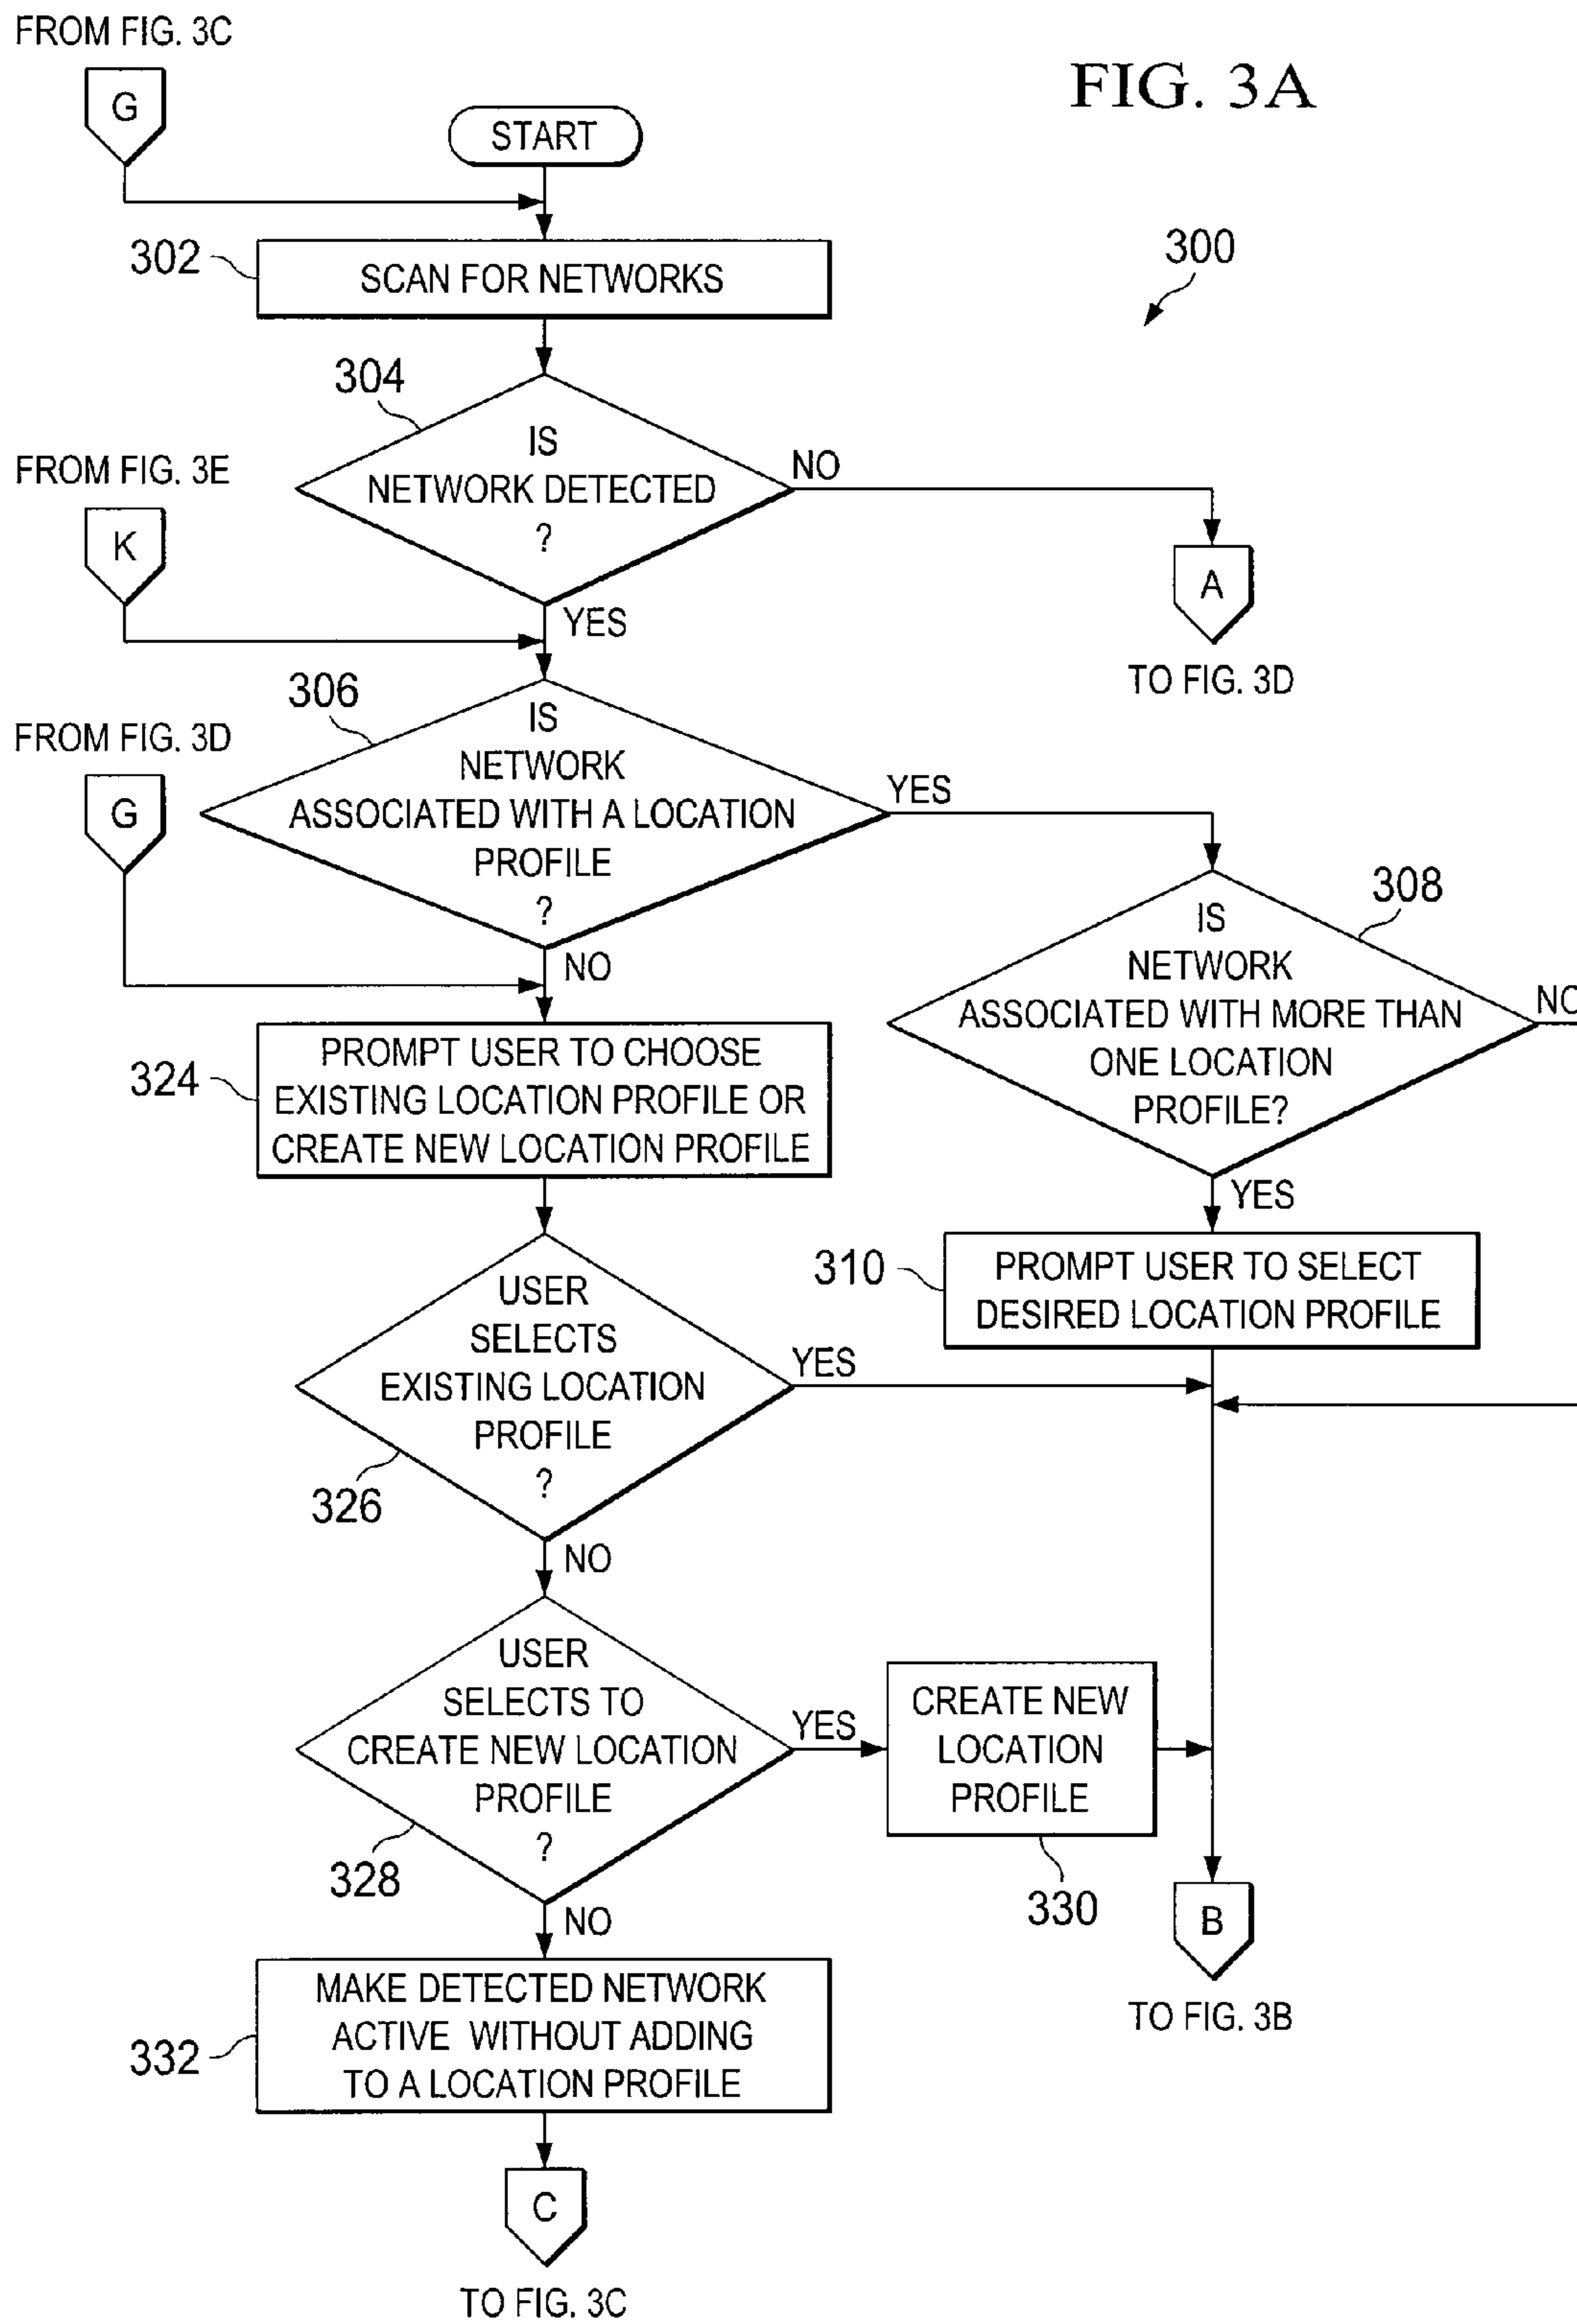 FROM FIG. 3C
G
FIG. 3A
START
300
302
SCAN FOR NETWORKS
304
IS
NETWORK DETECTED
?
NO
FROM FIG. 3E
K
A
YES
TO FIG. 3D
306
IS
NETWORK
ASSOCIATED WITH A LOCATION
PROFILE
?
YES
FROM FIG. 3D
G
NO
308
IS
NETWORK
ASSOCIATED WITH MORE THAN
ONE LOCATION
PROFILE?
NO
YES
324
PROMPT USER TO CHOOSE
EXISTING LOCATION PROFILE OR
CREATE NEW LOCATION PROFILE
310
PROMPT USER TO SELECT
DESIRED LOCATION PROFILE
USER
SELECTS
EXISTING LOCATION
PROFILE
?
YES
326
NO
USER
SELECTS TO
CREATE NEW LOCATION
PROFILE
?
YES
328
CREATE NEW
LOCATION
PROFILE
330
NO
B
TO FIG. 3B
332
MAKE DETECTED NETWORK
ACTIVE WITHOUT ADDING
TO A LOCATION PROFILE
C
TO FIG. 3C